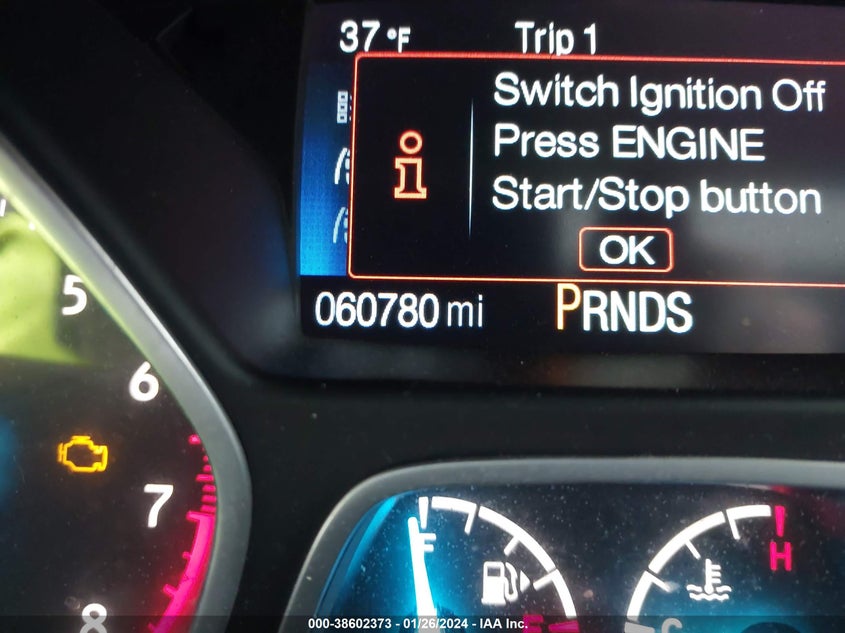 37 °F Trip 1
Switch Ignition Off
Press ENGINE
Start/Stop button
OK
060780 mi PRNDS
5
6
7
8
F
H
E
C
000-38602373 - 01/26/2024 - IAA Inc.